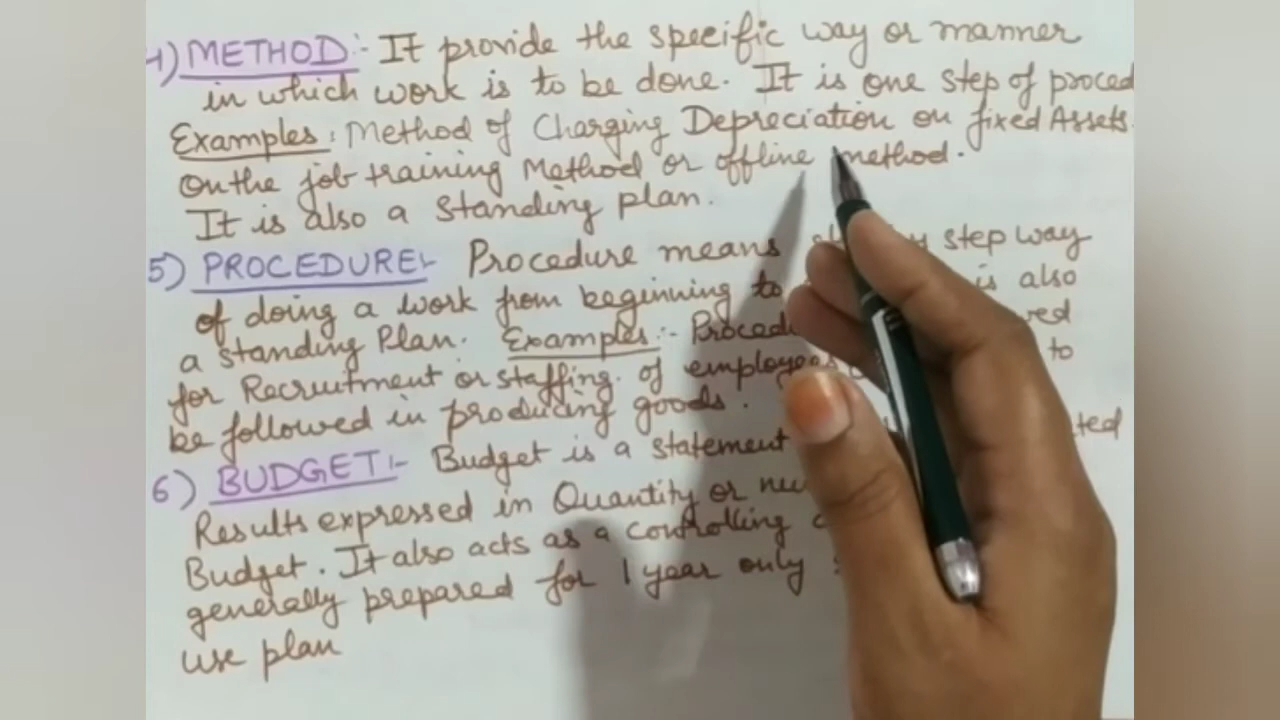 4) METHOD:- It provide the specific way or manner
in which work is to be done. It is one step of proced
Examples: Method of Charging Depreciation on fixed Assets.
On the job training Method or offline method.
It is also a standing plan.
5) PROCEDURE:- Procedure means step way
of doing a work from beginning to is also
a standing Plan. Examples:- Procedu ved
for Recruitment or staffing of employees to
be followed in producing goods.
6) BUDGET:- Budget is a statement ted
Results expressed in Quantity or nu
Budget. It also acts as a controlling
generally prepared for 1 year only
use plan